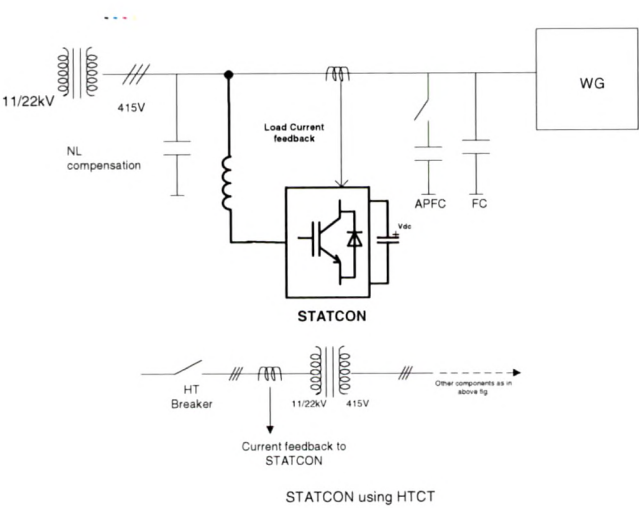 WG
11/22kV
415V
Load Current
feedback
NL
compensation
APFC
FC
Vdc
+
STATCON
HT
Breaker
11/22kV
415V
Other components as in
above fig
Current feedback to
STATCON
STATCON using HTCT